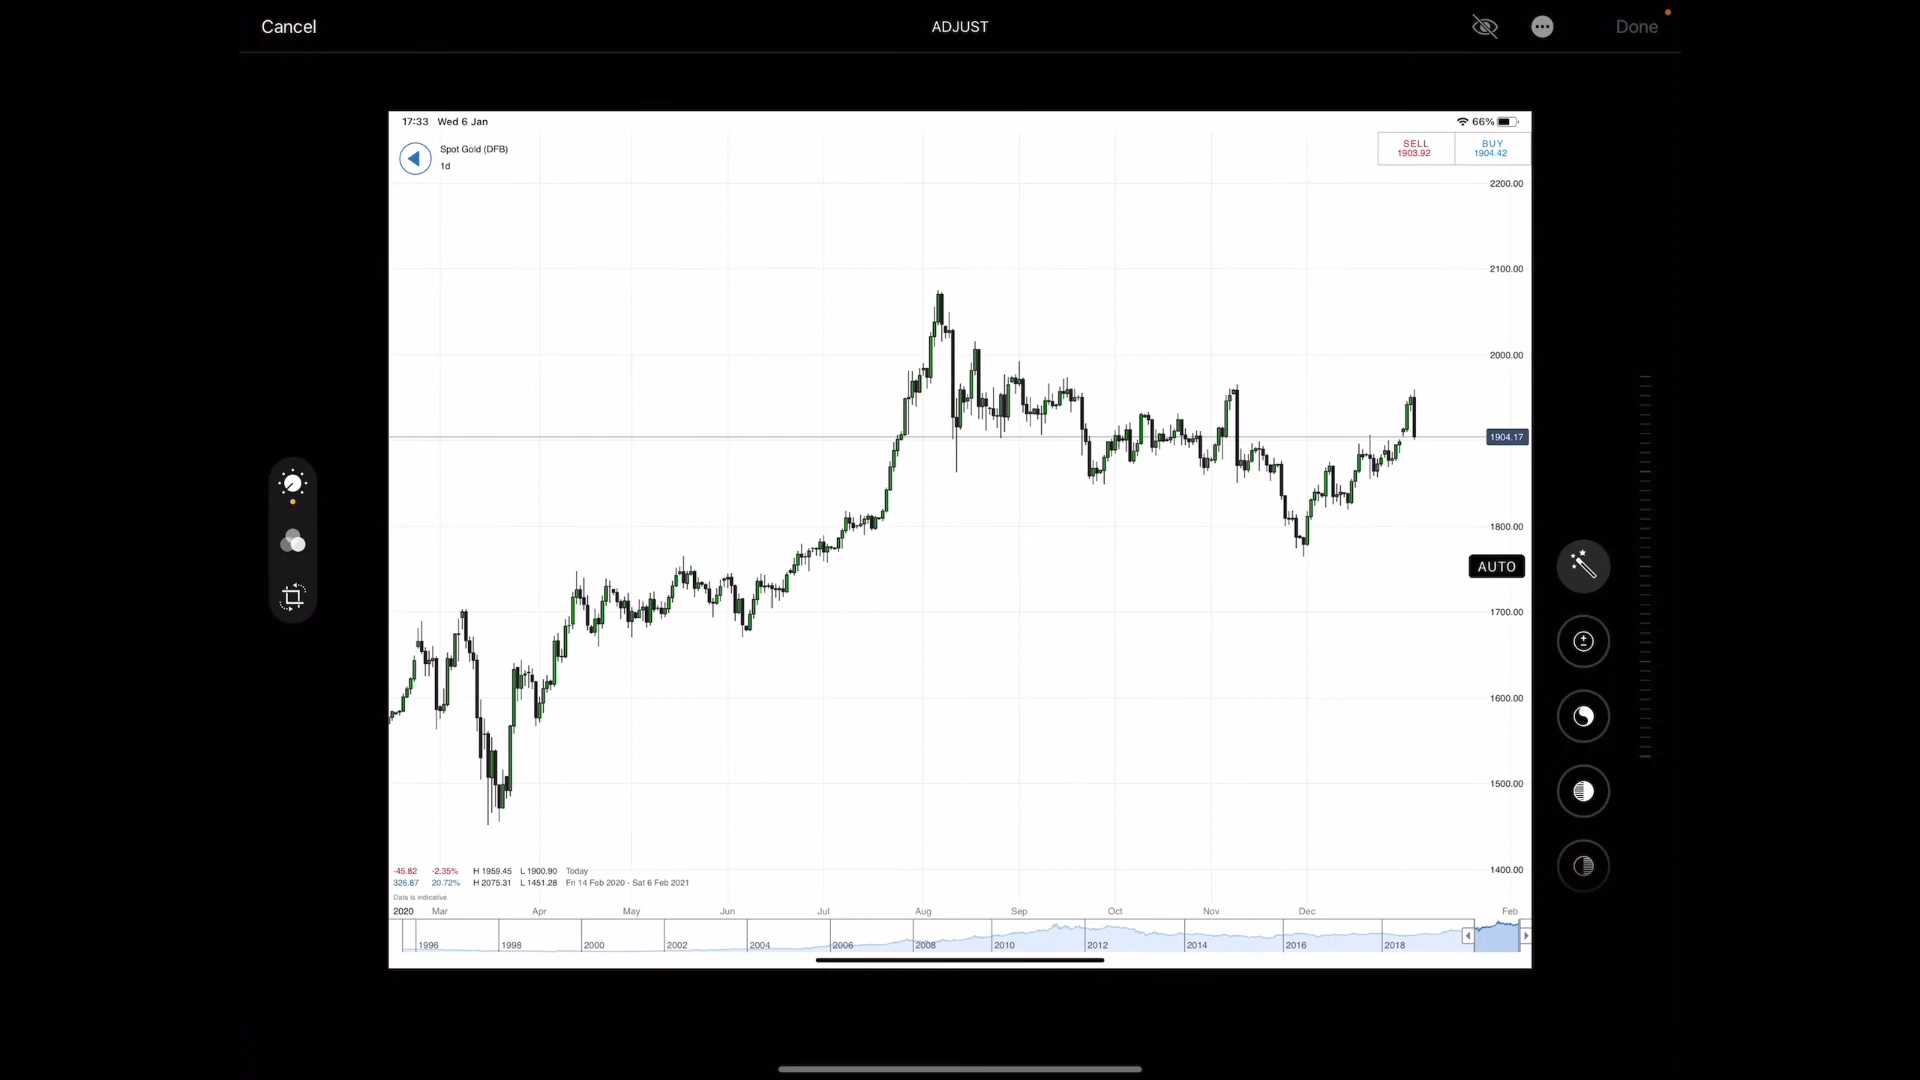 Cancel
ADJUST
Done
17:33 Wed 6 Jan
66%
Spot Gold (DFB)
1d
SELL
1903.92
BUY
1904.42
2200.00
2100.00
2000.00
1904.17
1800.00
AUTO
1700.00
1600.00
1500.00
1400.00
-45.82 -2.35% H 1959.45 L 1900.90 Today
326.87 20.72% H 2075.31 L 1451.28 Fri 14 Feb 2020 - Sat 6 Feb 2021
Data is indicative
2020 Mar Apr May Jun Jul Aug Sep Oct Nov Dec Feb
1996 1998 2000 2002 2004 2006 2008 2010 2012 2014 2016 2018